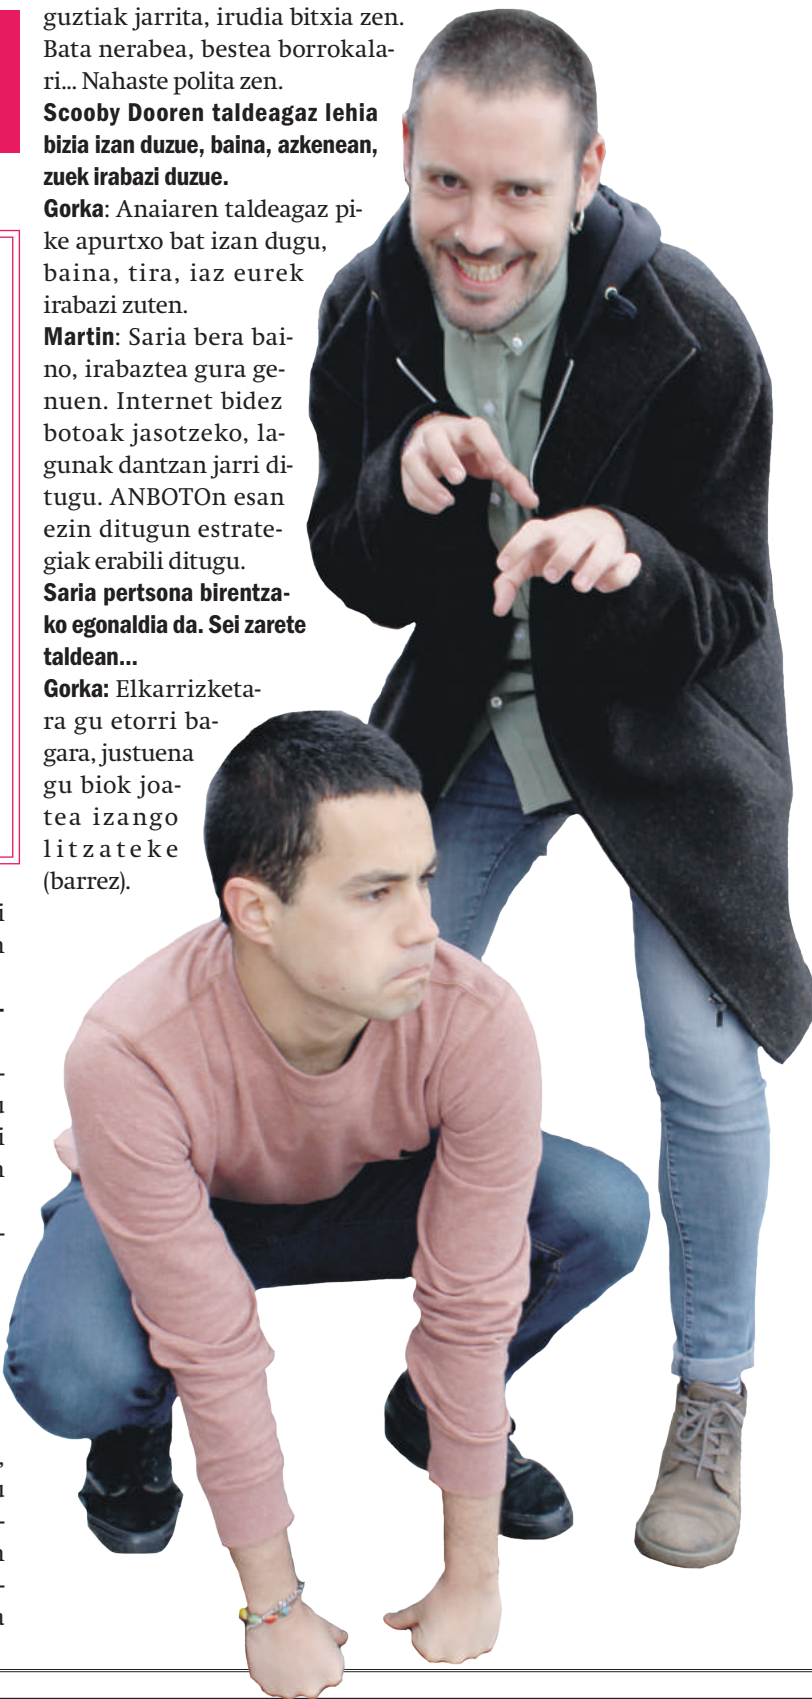 guztiak jarrita, irudia bitxia zen.
Bata nerabea, bestea borrokala-
ri... Nahaste polita zen.
Scooby Dooren taldeagaz lehia
bizia izan duzue, baina, azkenean,
zuek irabazi duzue.
Gorka: Anaiaren taldeagaz pi-
ke apurtxo bat izan dugu,
baina, tira, iaz eurek
irabazi zuten.
Martin: Saria bera bai-
no, irabaztea gura ge-
nuen. Internet bidez
botoak jasotzeko, la-
gunak dantzan jarri di-
tugu. ANBOTOn esan
ezin ditugun estrate-
giak erabili ditugu.
Saria pertsona birentza-
ko egonaldia da. Sei zarete
taldean...
Gorka: Elkarrizketa-
ra gu etorri ba-
gara, justuena
gu biok joa-
tea izango
litzateke
(barrez).